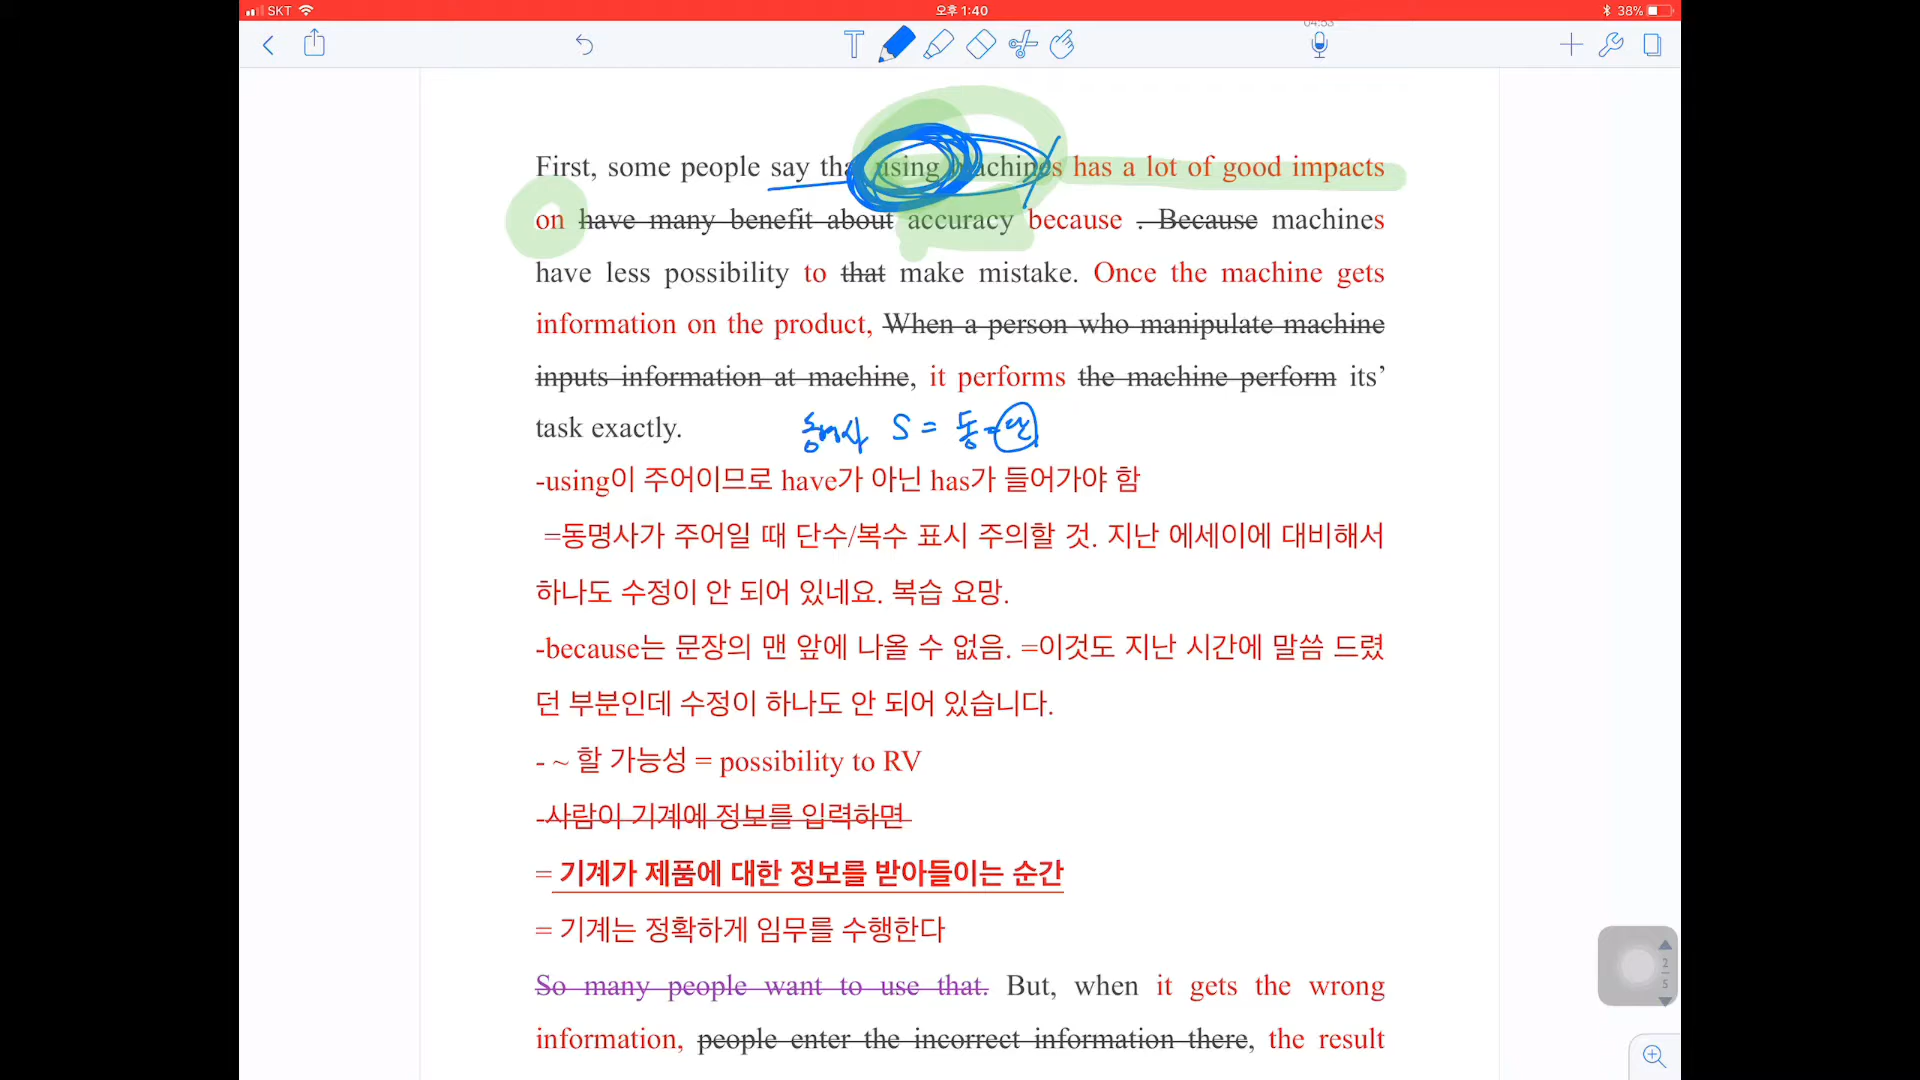 SKT
오후 1:40
38%
04:53
T
First, some people say that using machines has a lot of good impacts
on have many benefit about accuracy because . Because machines
have less possibility to that make mistake. Once the machine gets
information on the product, When a person who manipulate machine
inputs information at machine, it performs the machine perform its’
task exactly.
동명사 S = 동=단
-using이 주어이므로 have가 아닌 has가 들어가야 함
=동명사가 주어일 때 단수/복수 표시 주의할 것. 지난 에세이에 대비해서
하나도 수정이 안 되어 있네요. 복습 요망.
-because는 문장의 맨 앞에 나올 수 없음. =이것도 지난 시간에 말씀 드렸
던 부분인데 수정이 하나도 안 되어 있습니다.
- ~ 할 가능성 = possibility to RV
-사람이 기계에 정보를 입력하면
= 기계가 제품에 대한 정보를 받아들이는 순간
= 기계는 정확하게 임무를 수행한다
So many people want to use that. But, when it gets the wrong
information, people enter the incorrect information there, the result
2
5